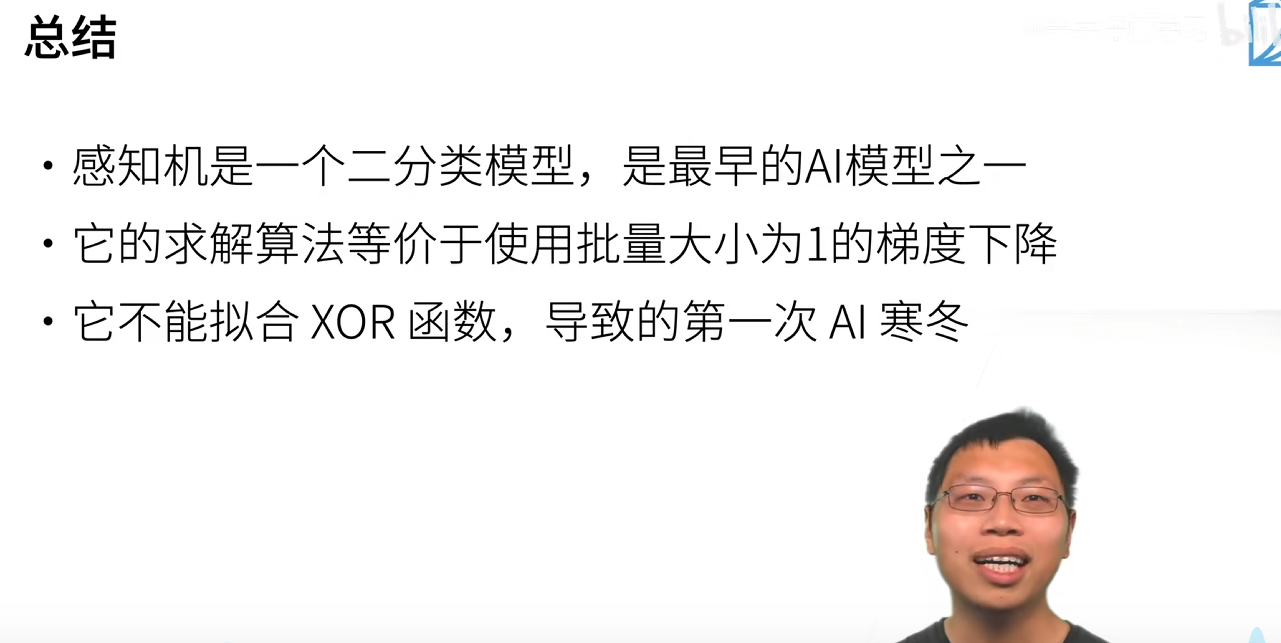 总结
• 感知机是一个二分类模型，是最早的AI模型之一
• 它的求解算法等价于使用批量大小为1的梯度下降
• 它不能拟合 XOR 函数，导致的第一次 AI 寒冬